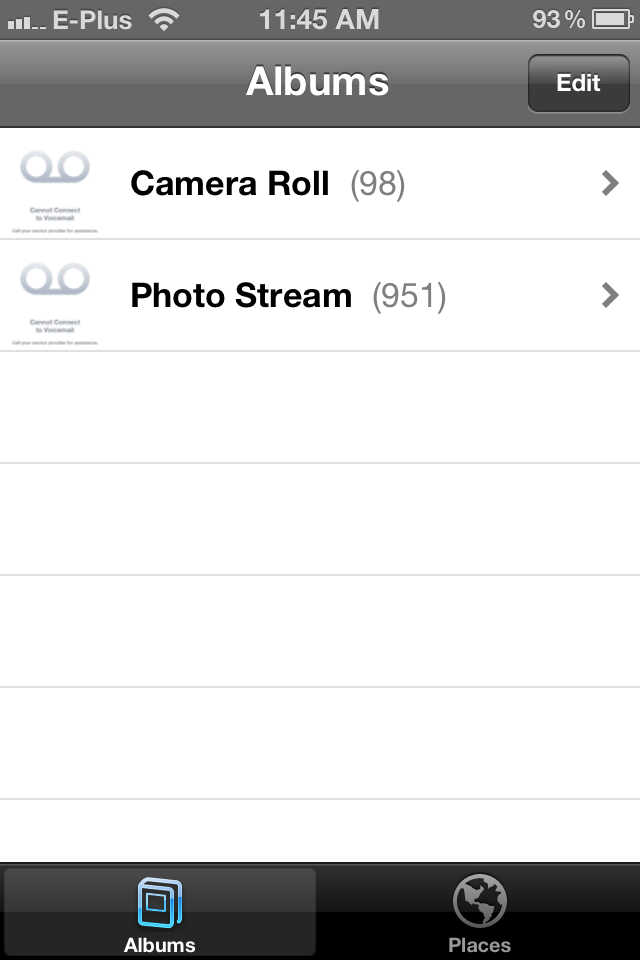 E-Plus 11:45 AM 93%
Albums Edit
Cannot Connect
to Voicemail
Call your service provider for assistance.
Camera Roll (98)
Cannot Connect
to Voicemail
Call your service provider for assistance.
Photo Stream (951)
Albums Places